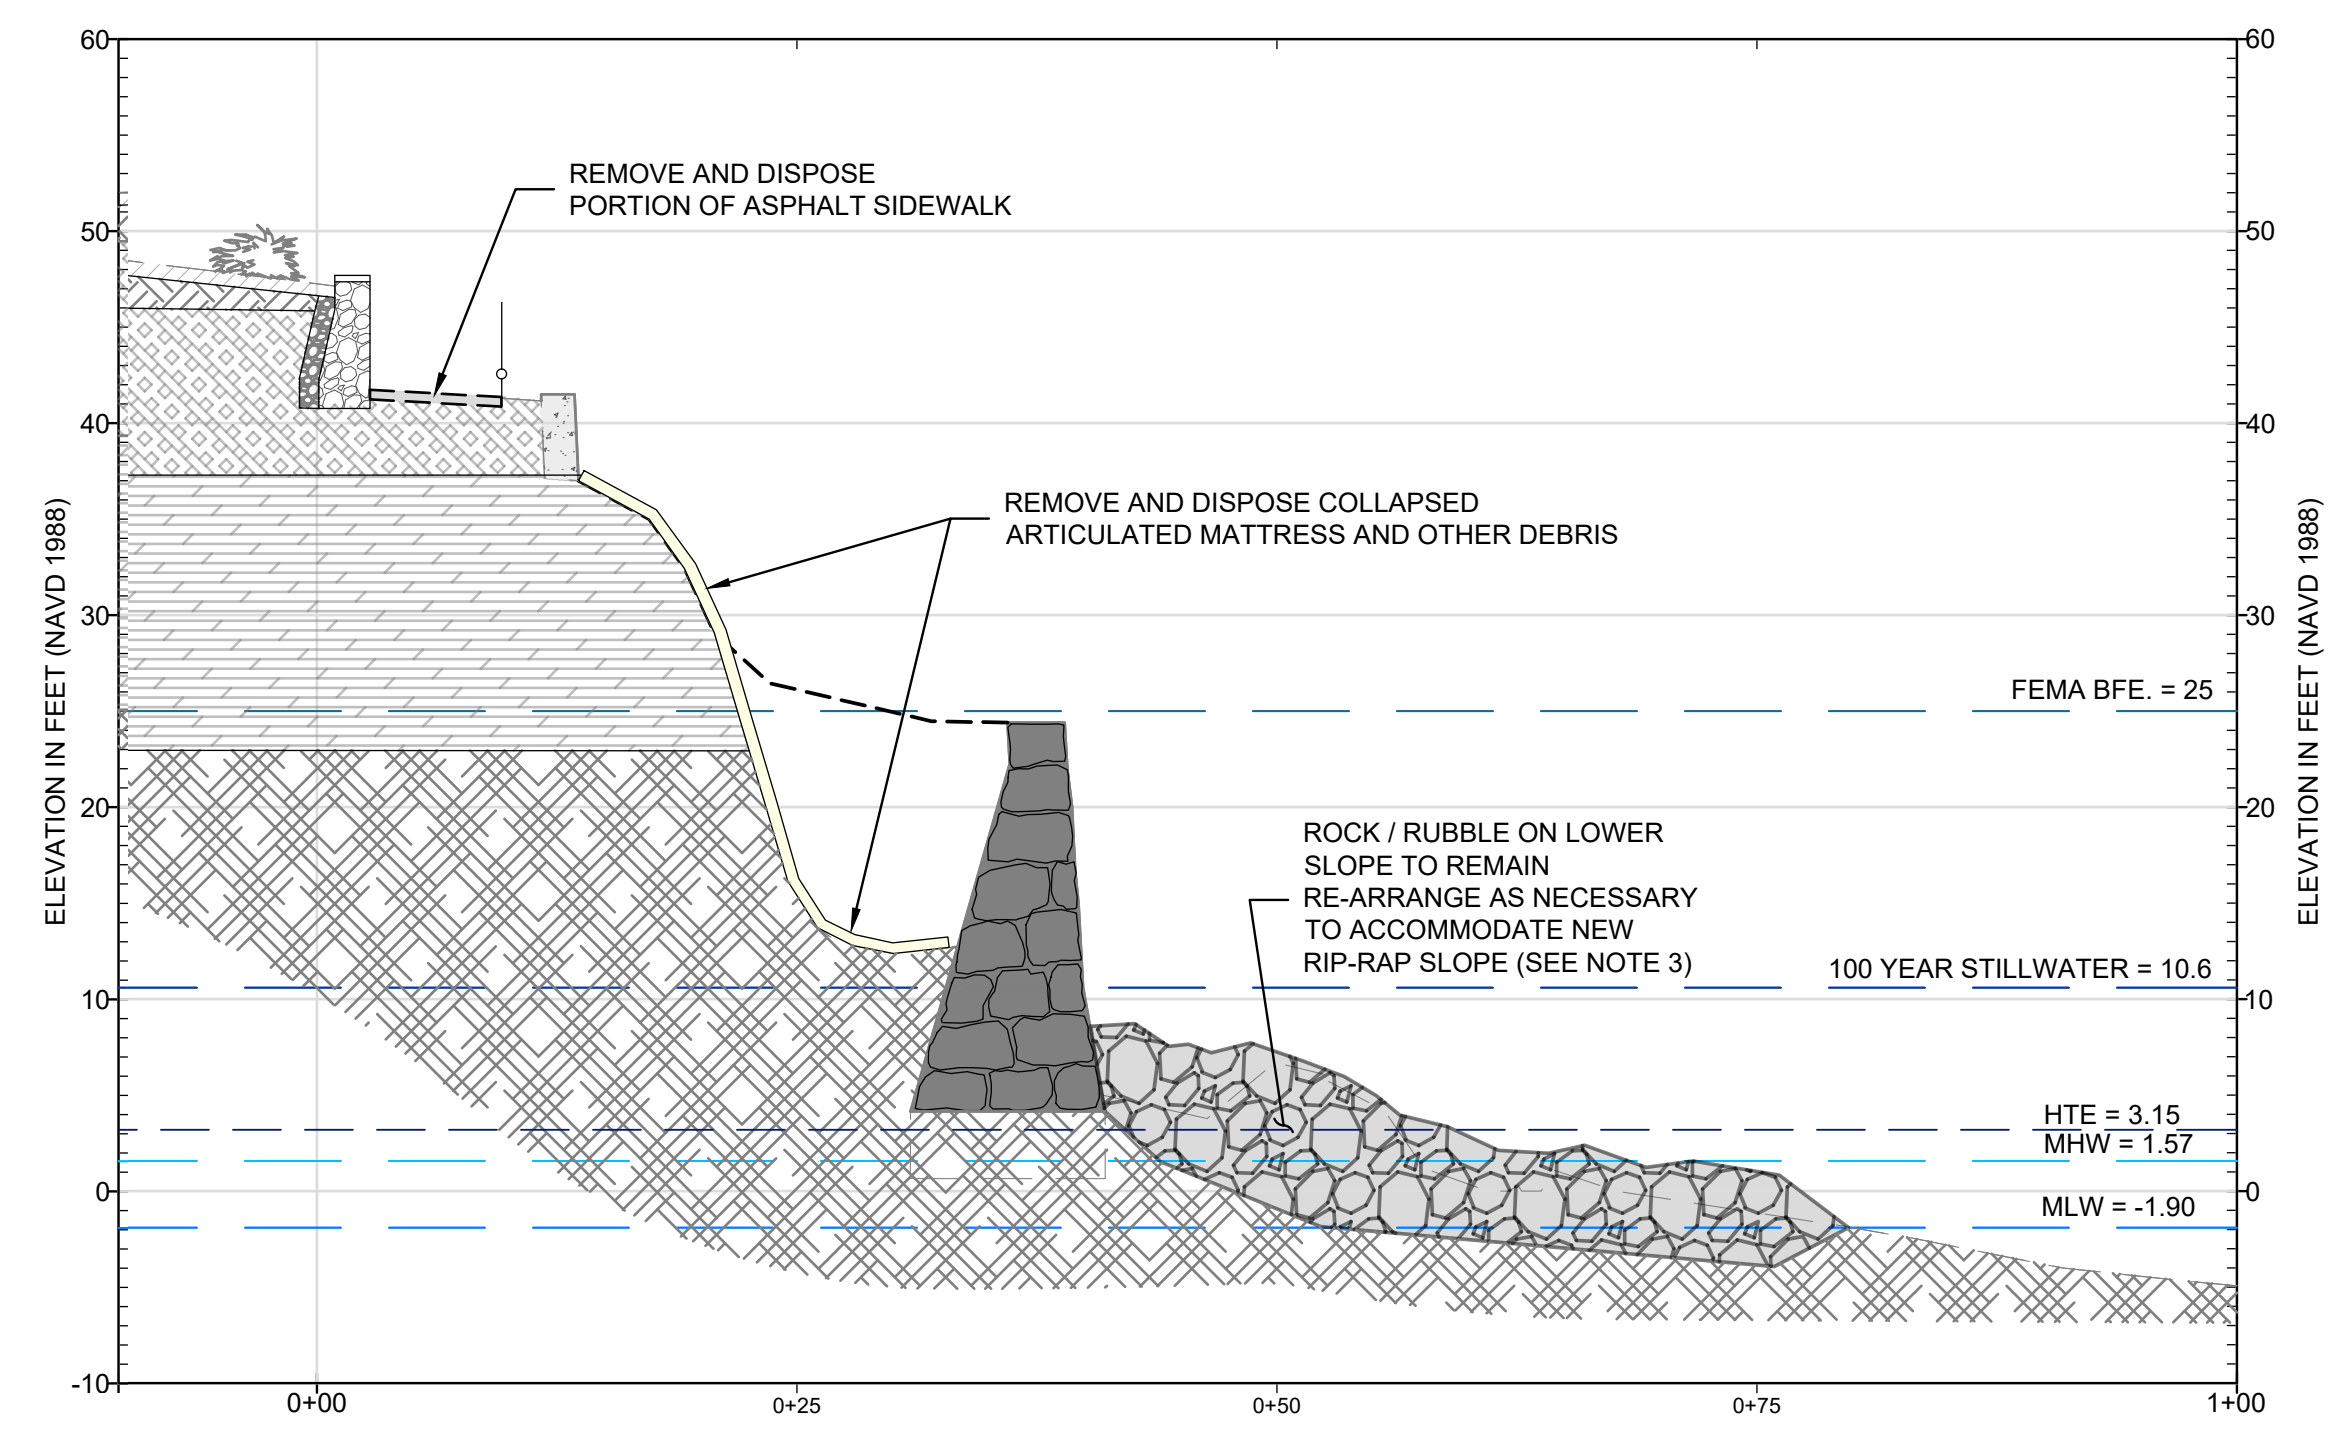 60
60
REMOVE AND DISPOSE
PORTION OF ASPHALT SIDEWALK
50
50
40
40
REMOVE AND DISPOSE COLLAPSED
ARTICULATED MATTRESS AND OTHER DEBRIS
ELEVATION IN FEET (NAVD 1988)
ELEVATION IN FEET (NAVD 1988)
30
30
FEMA BFE. = 25
20
20
ROCK / RUBBLE ON LOWER
SLOPE TO REMAIN
RE-ARRANGE AS NECESSARY
TO ACCOMMODATE NEW
RIP-RAP SLOPE (SEE NOTE 3)
100 YEAR STILLWATER = 10.6
10
10
HTE = 3.15
MHW = 1.57
0
0
MLW = -1.90
-10
0+00
0+25
0+50
0+75
1+00